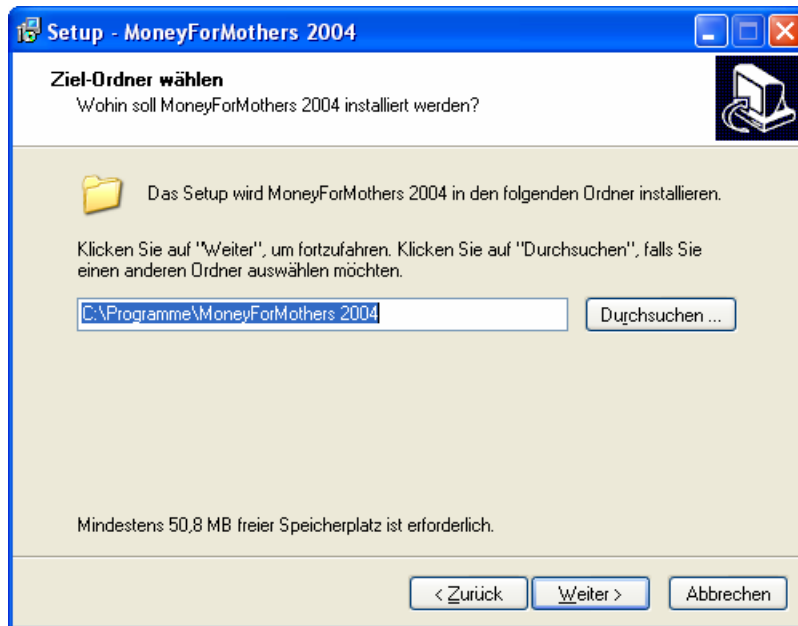 Setup - MoneyForMothers 2004
Ziel-Ordner wählen
Wohin soll MoneyForMothers 2004 installiert werden?
Das Setup wird MoneyForMothers 2004 in den folgenden Ordner installieren.
Klicken Sie auf "Weiter", um fortzufahren. Klicken Sie auf "Durchsuchen", falls Sie
einen anderen Ordner auswählen möchten.
C:\Programme\MoneyForMothers 2004
Durchsuchen ...
Mindestens 50,8 MB freier Speicherplatz ist erforderlich.
< Zurück
Weiter >
Abbrechen